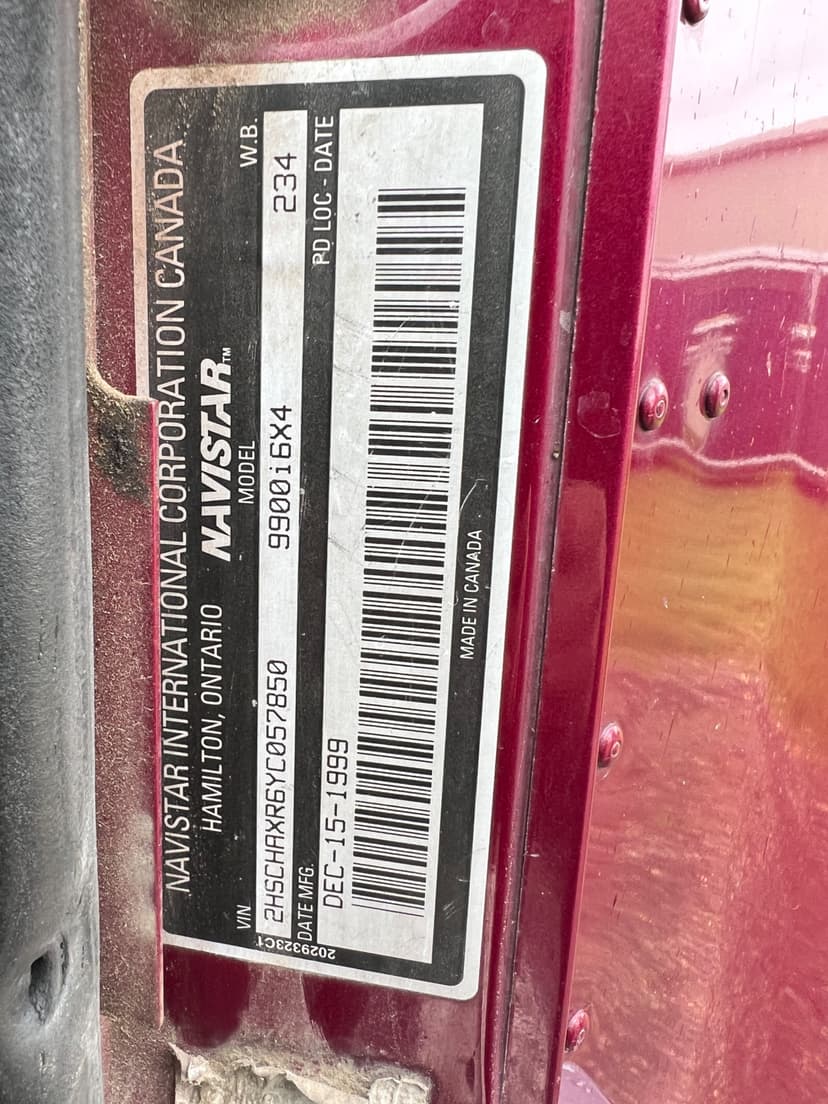 NAVISTAR INTERNATIONAL CORPORATION CANADA
HAMILTON, ONTARIO NAVISTAR™
VIN MODEL W.B.
2HSCHAXR6YC057850 9900i6X4 234
DATE MFG. PD LOC - DATE
DEC-15-1999
MADE IN CANADA
2029323C1